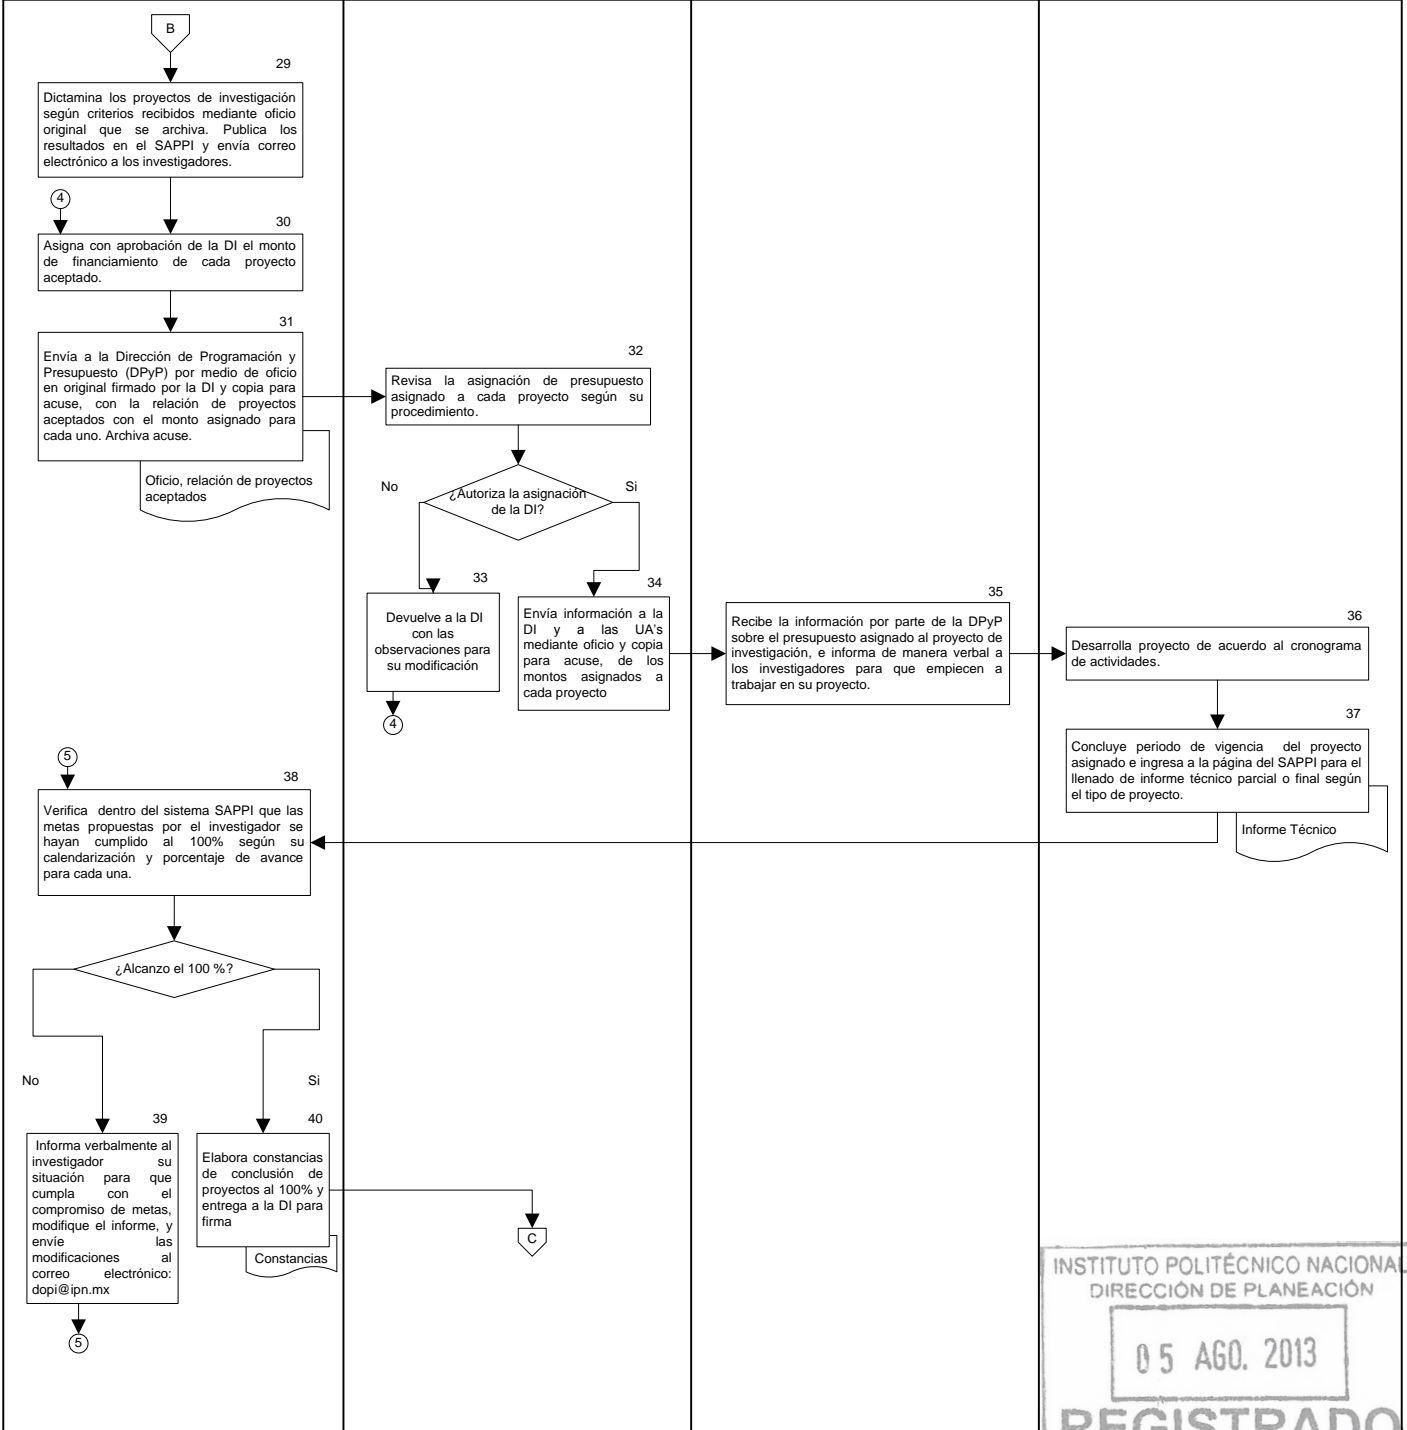 B
29
Dictamina los proyectos de investigación
según criterios recibidos mediante oficio
original que se archiva. Publica los
resultados en el SAPPI y envía correo
electrónico a los investigadores.
4
30
Asigna con aprobación de la DI el monto
de financiamiento de cada proyecto
aceptado.
31
Envía a la Dirección de Programación y
Presupuesto (DPyP) por medio de oficio
en original firmado por la DI y copia para
acuse, con la relación de proyectos
aceptados con el monto asignado para
cada uno. Archiva acuse.
Oficio, relación de proyectos
aceptados
32
Revisa la asignación de presupuesto
asignado a cada proyecto según su
procedimiento.
No
¿Autoriza la asignación
de la DI?
Si
33
Devuelve a la DI
con las
observaciones para
su modificación
4
34
Envía información a la
DI y a las UA's
mediante oficio y copia
para acuse, de los
montos asignados a
cada proyecto
35
Recibe la información por parte de la DPyP
sobre el presupuesto asignado al proyecto de
investigación, e informa de manera verbal a
los investigadores para que empiecen a
trabajar en su proyecto.
36
Desarrolla proyecto de acuerdo al cronograma
de actividades.
37
Concluye periodo de vigencia del proyecto
asignado e ingresa a la página del SAPPI para el
llenado de informe técnico parcial o final según
el tipo de proyecto.
Informe Técnico
5
38
Verifica dentro del sistema SAPPI que las
metas propuestas por el investigador se
hayan cumplido al 100% según su
calendarización y porcentaje de avance
para cada una.
¿Alcanzo el 100 %?
No
Si
39
Informa verbalmente al
investigador su
situación para que
cumpla con el
compromiso de metas,
modifique el informe, y
envíe las
modificaciones al
correo electrónico:
dopi@ipn.mx
5
40
Elabora constancias
de conclusión de
proyectos al 100% y
entrega a la DI para
firma
Constancias
C
INSTITUTO POLITÉCNICO NACIONAL
DIRECCIÓN DE PLANEACIÓN
05 AGO. 2013
REGISTRADO